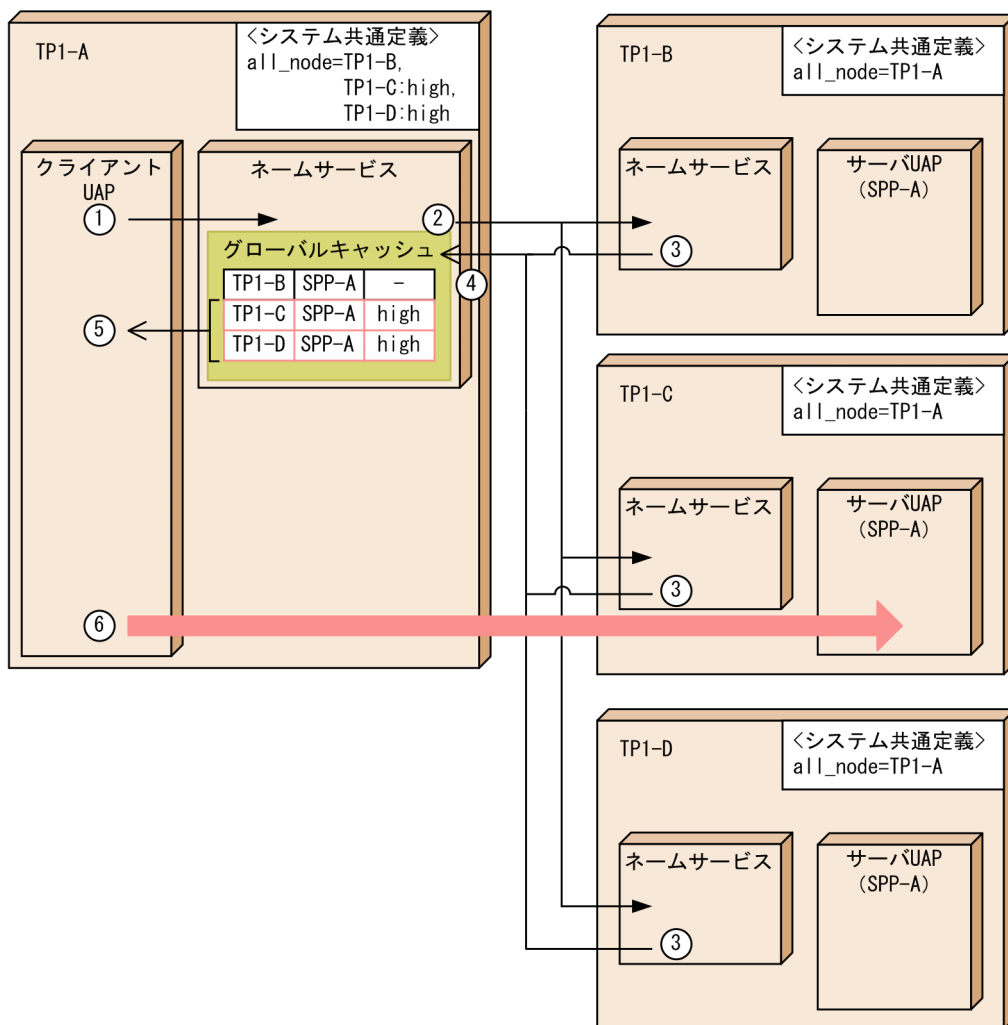 TP1-A
<システム共通定義>
all_node=TP1-B,
TP1-C:high,
TP1-D:high
クライアント
UAP
①
⑤
⑥
ネームサービス
②
グローバルキャッシュ
④
TP1-B SPP-A -
TP1-C SPP-A high
TP1-D SPP-A high
TP1-B
<システム共通定義>
all_node=TP1-A
ネームサービス
③
サーバUAP
(SPP-A)
TP1-C
<システム共通定義>
all_node=TP1-A
ネームサービス
③
サーバUAP
(SPP-A)
TP1-D
<システム共通定義>
all_node=TP1-A
ネームサービス
③
サーバUAP
(SPP-A)